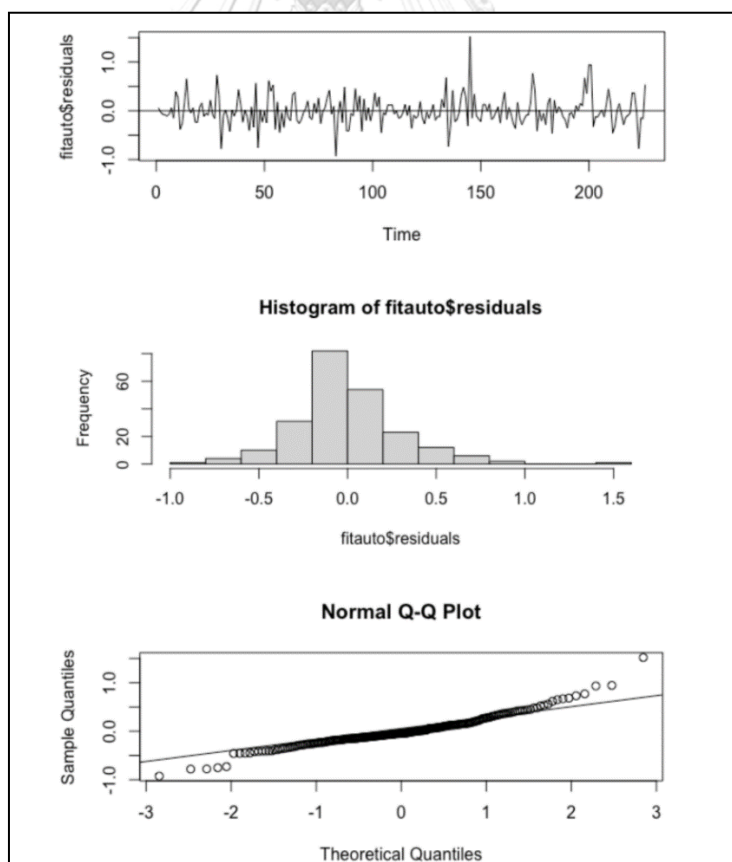 fitauto$residuals
1.0
0.0
-1.0
0 50 100 150 200
Time
Histogram of fitauto$residuals
Frequency
60
20
0
-1.0 -0.5 0.0 0.5 1.0 1.5
fitauto$residuals
Normal Q-Q Plot
Sample Quantiles
1.0
0.0
-1.0
-3 -2 -1 0 1 2 3
Theoretical Quantiles